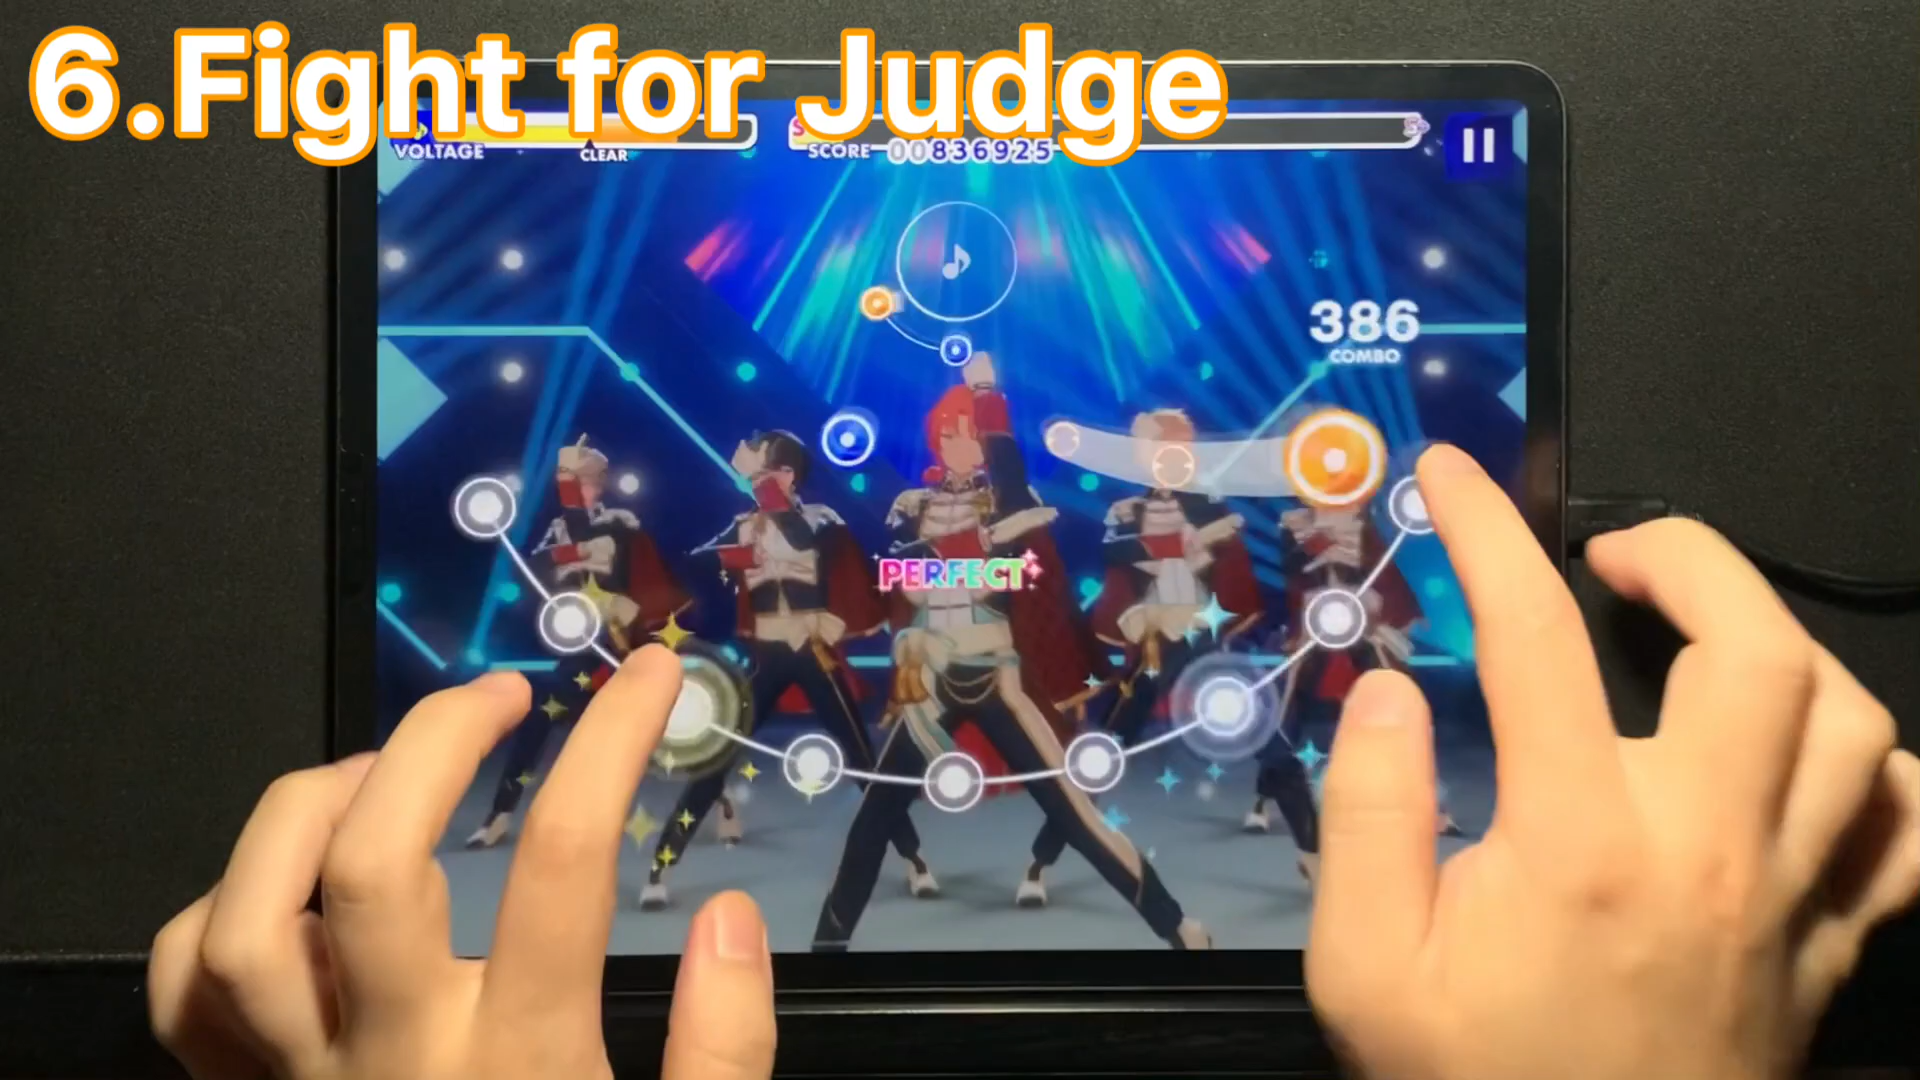 6.Fight for Judge
VOLTAGE
CLEAR
S
SCORE 00836925
S+
386
COMBO
PERFECT